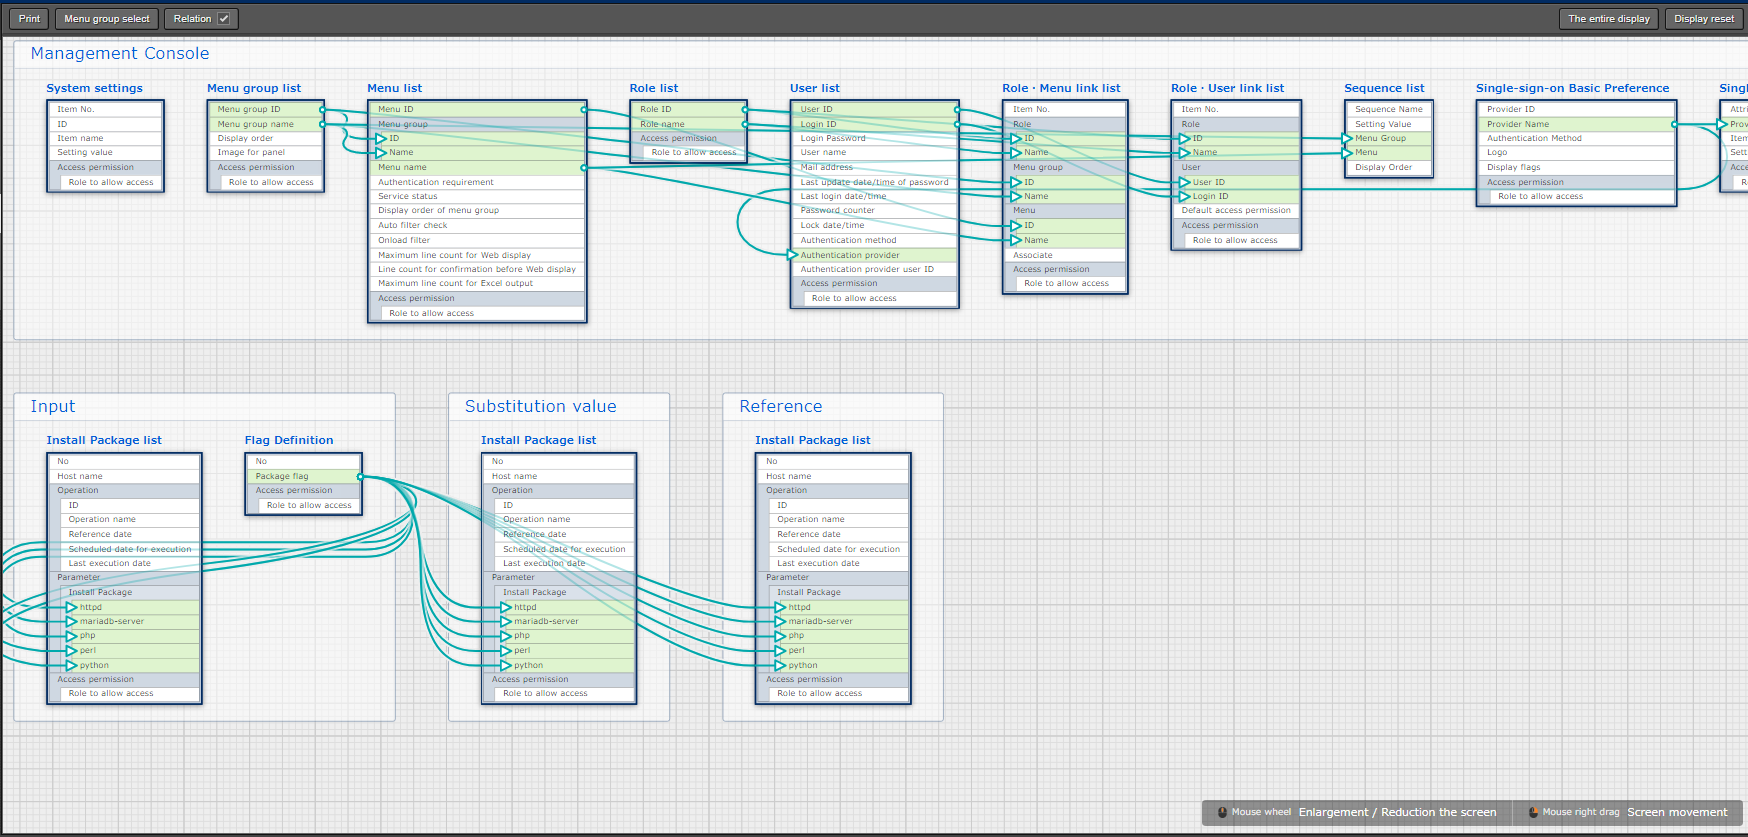 Print
Menu group select
Relation
The entire display
Display reset
Management Console
System settings
Item No.
ID
Item name
Setting value
Access permission
Role to allow access
Menu group list
Menu group ID
Menu group name
Display order
Image for panel
Access permission
Role to allow access
Menu list
Menu ID
Menu group
ID
Name
Menu name
Authentication requirement
Service status
Display order of menu group
Auto filter check
Onload filter
Maximum line count for Web display
Line count for confirmation before Web display
Maximum line count for Excel output
Access permission
Role to allow access
Role list
Role ID
Role name
Access permission
Role to allow access
User list
User ID
Login ID
Login Password
User name
Mail address
Last update date/time of password
Last login date/time
Password counter
Lock date/time
Authentication method
Authentication provider
Authentication provider user ID
Access permission
Role to allow access
Role · Menu link list
Item No.
Role
ID
Name
Menu group
ID
Name
Menu
ID
Name
Associate
Access permission
Role to allow access
Role · User link list
Item No.
Role
ID
Name
User
User ID
Login ID
Default access permission
Access permission
Role to allow access
Sequence list
Sequence Name
Setting Value
Menu Group
Menu
Display Order
Single-sign-on Basic Preference
Provider ID
Provider Name
Authentication Method
Logo
Display flags
Access permission
Role to allow access
Singl
Attri
Prov
Item
Sett
Acce
R
Input
Install Package list
No
Host name
Operation
ID
Operation name
Reference date
Scheduled date for execution
Last execution date
Parameter
Install Package
httpd
mariadb-server
php
perl
python
Access permission
Role to allow access
Flag Definition
No
Package flag
Access permission
Role to allow access
Substitution value
Install Package list
No
Host name
Operation
ID
Operation name
Reference date
Scheduled date for execution
Last execution date
Parameter
Install Package
httpd
mariadb-server
php
perl
python
Access permission
Role to allow access
Reference
Install Package list
No
Host name
Operation
ID
Operation name
Reference date
Scheduled date for execution
Last execution date
Parameter
Install Package
httpd
mariadb-server
php
perl
python
Access permission
Role to allow access
Mouse wheel Enlargement / Reduction the screen
Mouse right drag Screen movement